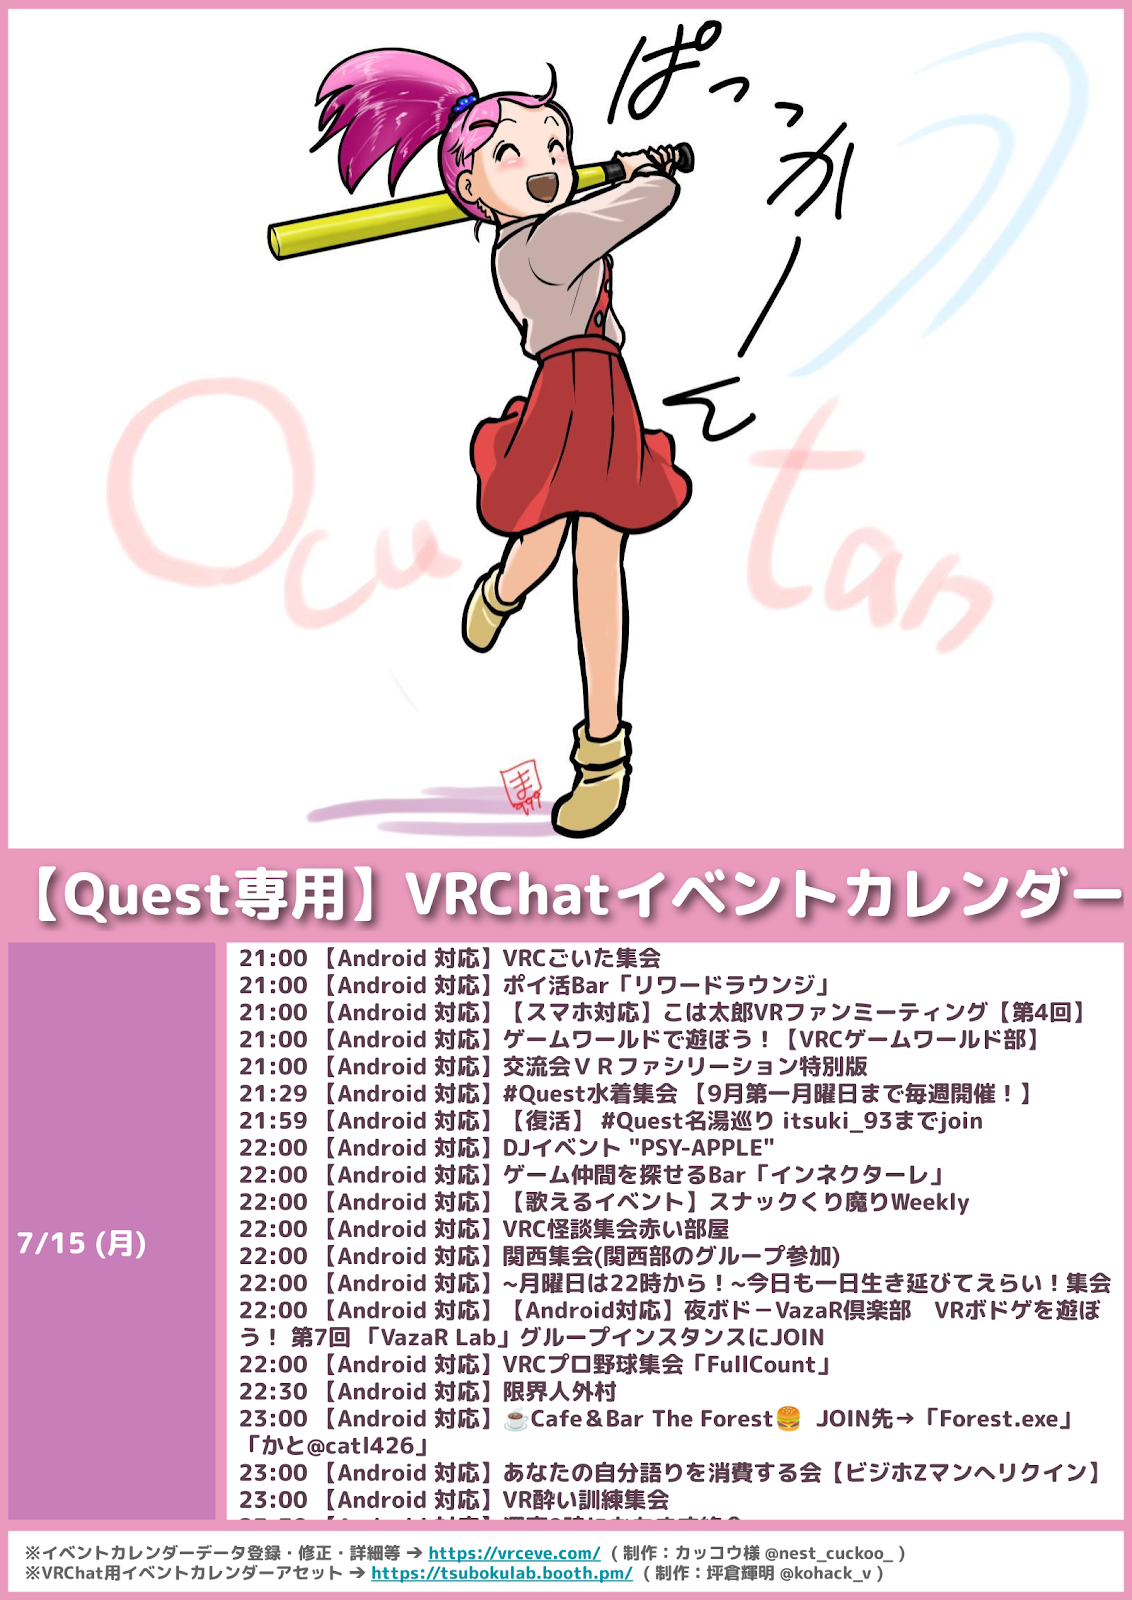 ぱっかーん
Ocu tan
ま
999
【Quest専用】VRChatイベントカレンダー
7/15 (月)
21:00 【Android 対応】VRCごいた集会
21:00 【Android 対応】ポイ活Bar「リワードラウンジ」
21:00 【Android 対応】【スマホ対応】こは太郎VRファンミーティング【第4回】
21:00 【Android 対応】ゲームワールドで遊ぼう！【VRCゲームワールド部】
21:00 【Android 対応】交流会ＶＲファシリーション特別版
21:29 【Android 対応】#Quest水着集会 【9月第一月曜日まで毎週開催！】
21:59 【Android 対応】【復活】 #Quest名湯巡り itsuki_93までjoin
22:00 【Android 対応】DJイベント "PSY-APPLE"
22:00 【Android 対応】ゲーム仲間を探せるBar「インネクターレ」
22:00 【Android 対応】【歌えるイベント】スナックくり魔りWeekly
22:00 【Android 対応】VRC怪談集会赤い部屋
22:00 【Android 対応】関西集会(関西部のグループ参加)
22:00 【Android 対応】~月曜日は22時から！~今日も一日生き延びてえらい！集会
22:00 【Android 対応】【Android対応】夜ボドーVazaR倶楽部　VRボドゲを遊ぼ
う！ 第7回 「VazaR Lab」グループインスタンスにJOIN
22:00 【Android 対応】VRCプロ野球集会「FullCount」
22:30 【Android 対応】限界人外村
23:00 【Android 対応】☕Cafe＆Bar The Forest🍔 JOIN先→「Forest.exe」
「かと@catl426」
23:00 【Android 対応】あなたの自分語りを消費する会【ビジホZマンヘリクイン】
23:00 【Android 対応】VR酔い訓練集会
※イベントカレンダーデータ登録・修正・詳細等 → https://vrceve.com/ ( 制作：カッコウ様 @nest_cuckoo_ )
※VRChat用イベントカレンダーアセット → https://tsubokulab.booth.pm/ ( 制作：坪倉輝明 @kohack_v )